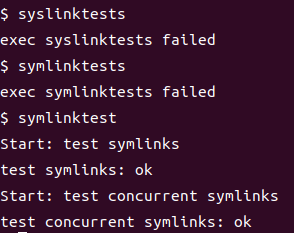 $ syslinktests
exec syslinktests failed
$ symlinktests
exec symlinktests failed
$ symlinktest
Start: test symlinks
test symlinks: ok
Start: test concurrent symlinks
test concurrent symlinks: ok